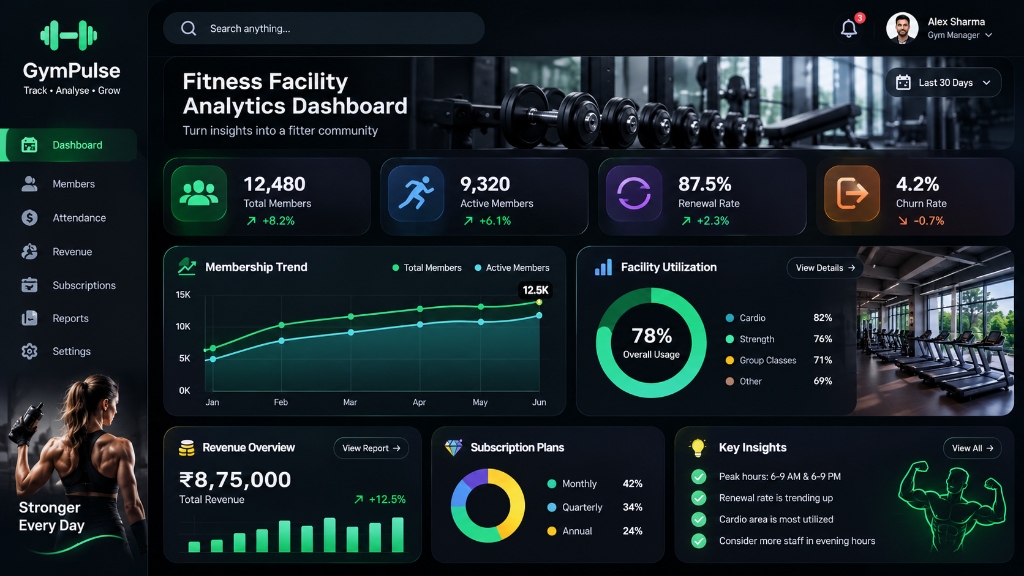 GymPulse
Track • Analyse • Grow
Dashboard
Members
Attendance
Revenue
Subscriptions
Reports
Settings
Stronger
Every Day
Search anything...
3
Alex Sharma
Gym Manager
Fitness Facility
Analytics Dashboard
Turn insights into a fitter community
Last 30 Days
12,480
Total Members
↗ +8.2%
9,320
Active Members
↗ +6.1%
87.5%
Renewal Rate
↗ +2.3%
4.2%
Churn Rate
↘ -0.7%
Membership Trend
Total Members
Active Members
12.5K
15K
10K
5K
0K
Jan Feb Mar Apr May Jun
Facility Utilization
View Details →
78%
Overall Usage
Cardio 82%
Strength 76%
Group Classes 71%
Other 69%
Revenue Overview
View Report →
₹8,75,000
Total Revenue
↗ +12.5%
Subscription Plans
Monthly 42%
Quarterly 34%
Annual 24%
Key Insights
View All →
Peak hours: 6–9 AM & 6–9 PM
Renewal rate is trending up
Cardio area is most utilized
Consider more staff in evening hours